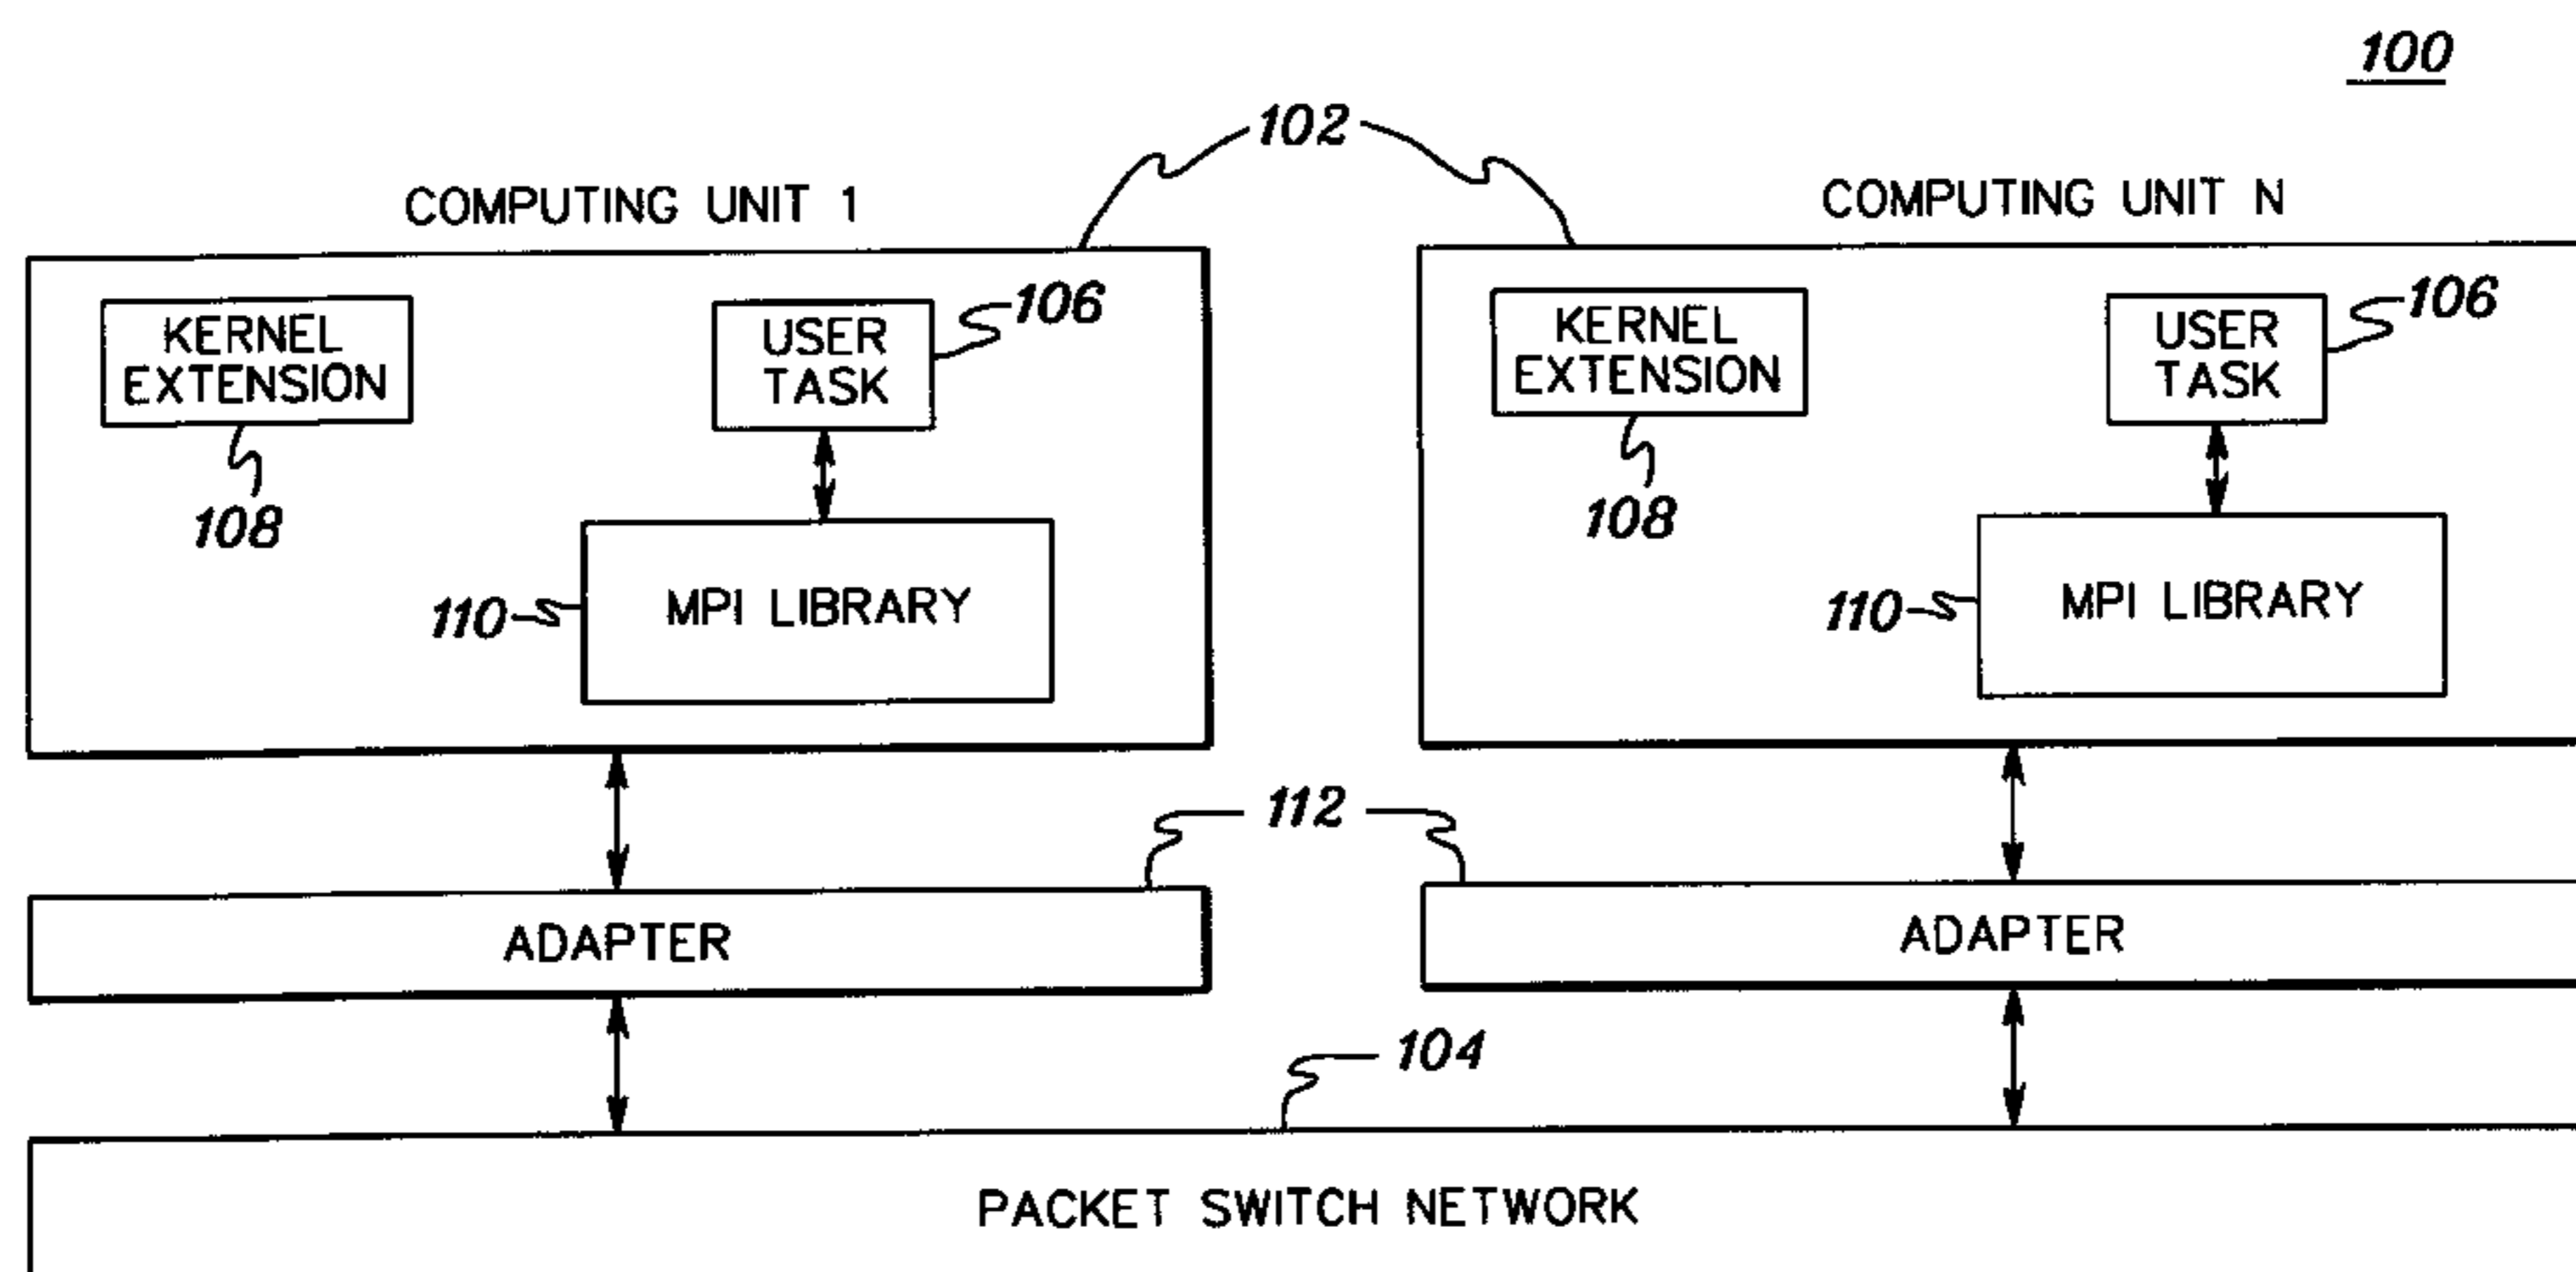 100
102
COMPUTING UNIT 1
COMPUTING UNIT N
KERNEL
EXTENSION
108
USER
TASK
106
110
MPI LIBRARY
KERNEL
EXTENSION
108
USER
TASK
106
110
MPI LIBRARY
112
ADAPTER
ADAPTER
104
PACKET SWITCH NETWORK